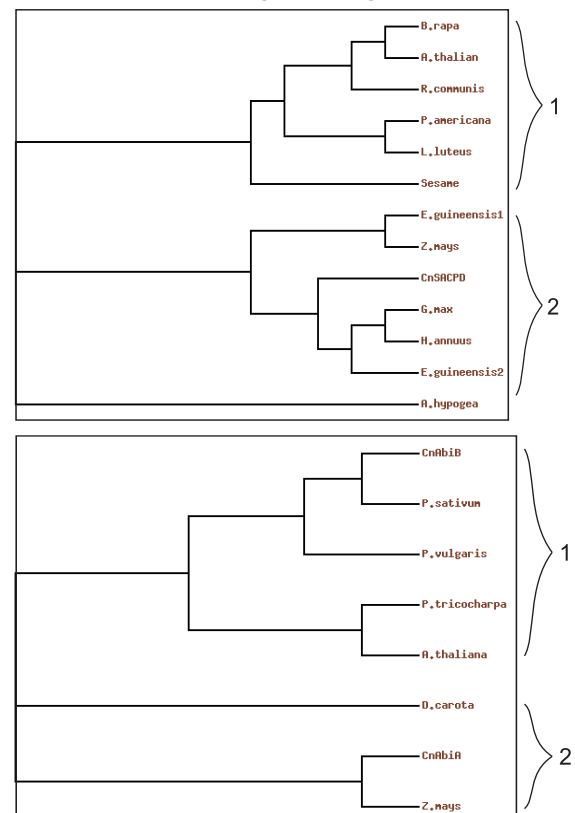 B.rapa
A.thalian
1
R.communis
P.americana
L.luteus
Sesame
E.guineensis1
Z.mays
CnSACPD
2
G.max
H.annuus
E.guineensis2
A.hypogea
CnAbiB
P.sativum
P.vulgaris
1
P.tricocharpa
A.thaliana
D.carota
CnAbiA
2
Z.mays